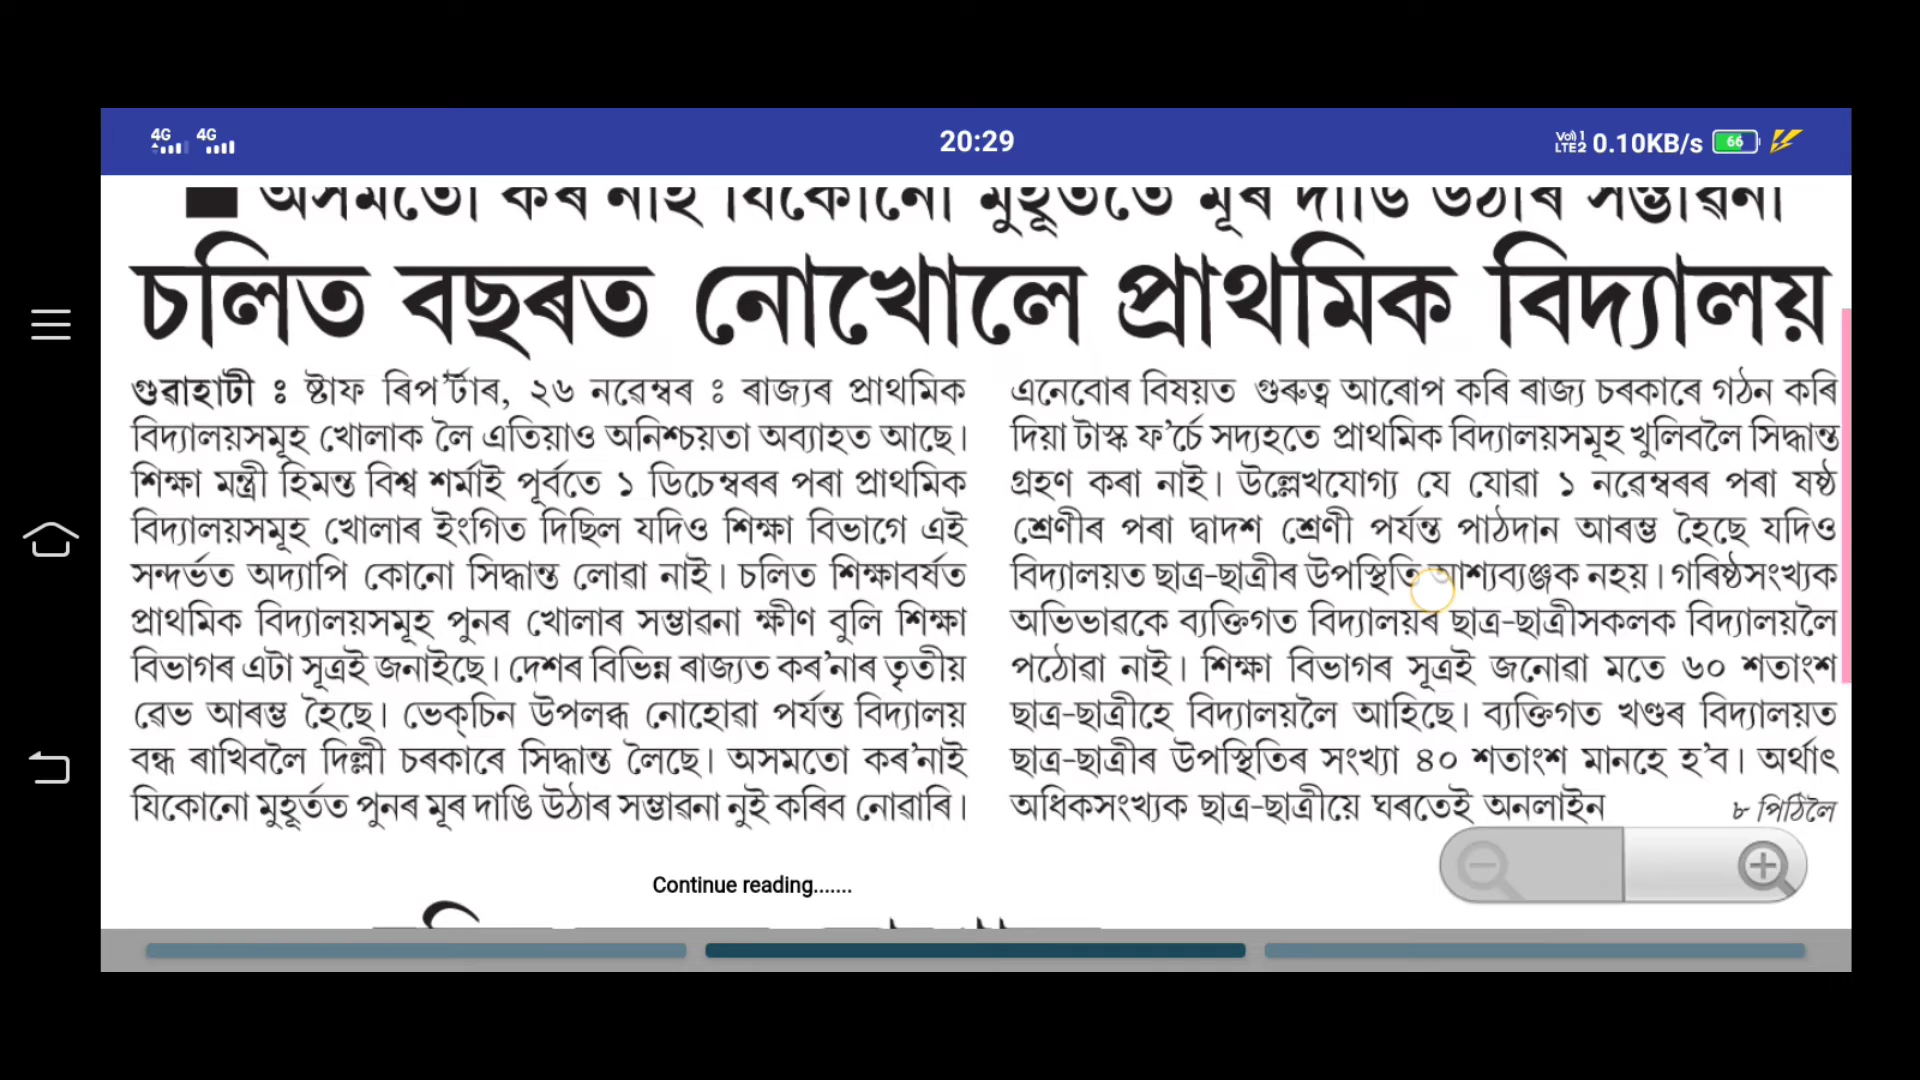 4G 4G 20:29 Vo) 1 LTE2 0.10KB/s 66
অসমতো কৰ'নাই যিকোনো মুহূৰ্ততে মূৰ দাঙি উঠাৰ সম্ভাৱনা
চলিত বছৰত নোখোলে প্ৰাথমিক বিদ্যালয়
গুৱাহাটী ঃ ষ্টাফ ৰিপ'ৰ্টাৰ, ২৬ নৱেম্বৰ ঃ ৰাজ্যৰ প্ৰাথমিক
বিদ্যালয়সমূহ খোলাক লৈ এতিয়াও অনিশ্চয়তা অব্যাহত আছে।
শিক্ষা মন্ত্ৰী হিমন্ত বিশ্ব শৰ্মাই পূৰ্বতে ১ ডিচেম্বৰৰ পৰা প্ৰাথমিক
বিদ্যালয়সমূহ খোলাৰ ইংগিত দিছিল যদিও শিক্ষা বিভাগে এই
সন্দৰ্ভত অদ্যাপি কোনো সিদ্ধান্ত লোৱা নাই। চলিত শিক্ষাবৰ্ষত
প্ৰাথমিক বিদ্যালয়সমূহ পুনৰ খোলাৰ সম্ভাৱনা ক্ষীণ বুলি শিক্ষা
বিভাগৰ এটা সূত্ৰই জনাইছে। দেশৰ বিভিন্ন ৰাজ্যত কৰ'নাৰ তৃতীয়
ৱেভ আৰম্ভ হৈছে। ভেক্‌চিন উপলব্ধ নোহোৱা পৰ্যন্ত বিদ্যালয়
বন্ধ ৰাখিবলৈ দিল্লী চৰকাৰে সিদ্ধান্ত লৈছে। অসমতো কৰ'নাই
যিকোনো মুহূৰ্তত পুনৰ মূৰ দাঙি উঠাৰ সম্ভাৱনা নুই কৰিব নোৱাৰি।
এনেবোৰ বিষয়ত গুৰুত্ব আৰোপ কৰি ৰাজ্য চৰকাৰে গঠন কৰি
দিয়া টাস্ক ফ'ৰ্চে সদ্যহতে প্ৰাথমিক বিদ্যালয়সমূহ খুলিবলৈ সিদ্ধান্ত
গ্ৰহণ কৰা নাই। উল্লেখযোগ্য যে যোৱা ১ নৱেম্বৰৰ পৰা ষষ্ঠ
শ্ৰেণীৰ পৰা দ্বাদশ শ্ৰেণী পৰ্যন্ত পাঠদান আৰম্ভ হৈছে যদিও
বিদ্যালয়ত ছাত্ৰ-ছাত্ৰীৰ উপস্থিতি আশ্যব্যঞ্জক নহয়। গৰিষ্ঠসংখ্যক
অভিভাৱকে ব্যক্তিগত বিদ্যালয়ৰ ছাত্ৰ-ছাত্ৰীসকলক বিদ্যালয়লৈ
পঠোৱা নাই। শিক্ষা বিভাগৰ সূত্ৰই জনোৱা মতে ৬০ শতাংশ
ছাত্ৰ-ছাত্ৰীহে বিদ্যালয়লৈ আহিছে। ব্যক্তিগত খণ্ডৰ বিদ্যালয়ত
ছাত্ৰ-ছাত্ৰীৰ উপস্থিতিৰ সংখ্যা ৪০ শতাংশ মানহে হ'ব। অৰ্থাৎ
অধিকসংখ্যক ছাত্ৰ-ছাত্ৰীয়ে ঘৰতেই অনলাইন ৮ পিঠিলৈ
Continue reading.......